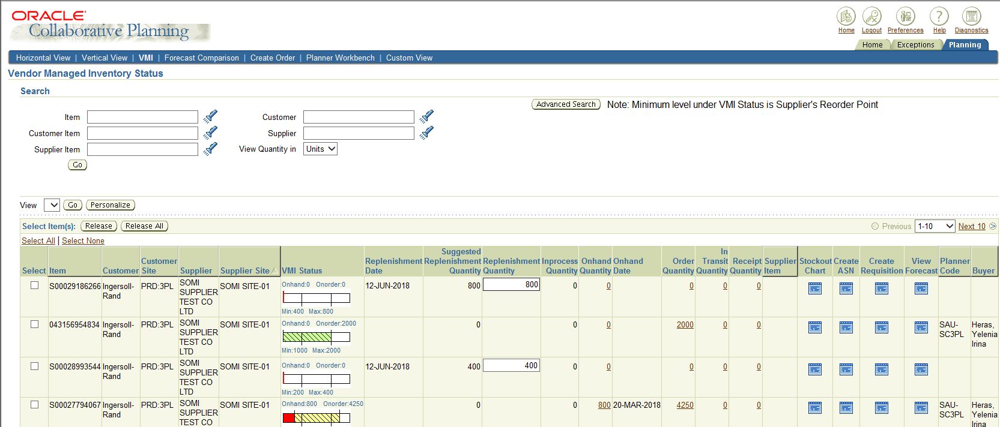 ORACLE
Collaborative Planning
Home Logout Preferences Help Diagnostics
Home Exceptions Planning
Horizontal View | Vertical View | VMI | Forecast Comparison | Create Order | Planner Workbench | Custom View
Vendor Managed Inventory Status
Search
Advanced Search Note: Minimum level under VMI Status is Supplier's Reorder Point
Item Customer
Customer Item Supplier
Supplier Item View Quantity in Units
Go
View Go Personalize
Select Item(s): Release Release All Previous 1-10 Next 10
Select All | Select None
Select Item Customer Customer Site Supplier Supplier Site VMI Status Replenishment Date Suggested Replenishment Quantity Replenishment Quantity Inprocess Quantity Onhand Quantity Onhand Date Order Quantity In Transit Quantity Receipt Quantity Supplier Item Stockout Chart Create ASN Create Requisition View Forecast Planner Code Buyer
S00029186266 Ingersoll-Rand PRD:3PL SOMI SUPPLIER TEST CO LTD SOMI SITE-01 Onhand:0 Onorder:0 Min:400 Max:800 12-JUN-2018 800 800 0 0 0 0 0
043156954834 Ingersoll-Rand PRD:3PL SOMI SUPPLIER TEST CO LTD SOMI SITE-01 Onhand:0 Onorder:2000 Min:1000 Max:2000 0 0 0 2000 0 0 SAU-SC3PL Heras, Yelenia Irina
S00028993544 Ingersoll-Rand PRD:3PL SOMI SUPPLIER TEST CO LTD SOMI SITE-01 Onhand:0 Onorder:0 Min:200 Max:400 12-JUN-2018 400 400 0 0 0 0 0
S00027794067 Ingersoll-Rand PRD:3PL SOMI SUPPLIER TEST CO SOMI SITE-01 Onhand:800 Onorder:4250 0 0 800 20-MAR-2018 4250 0 0 SAU-SC3PL Heras, Yelenia Irina